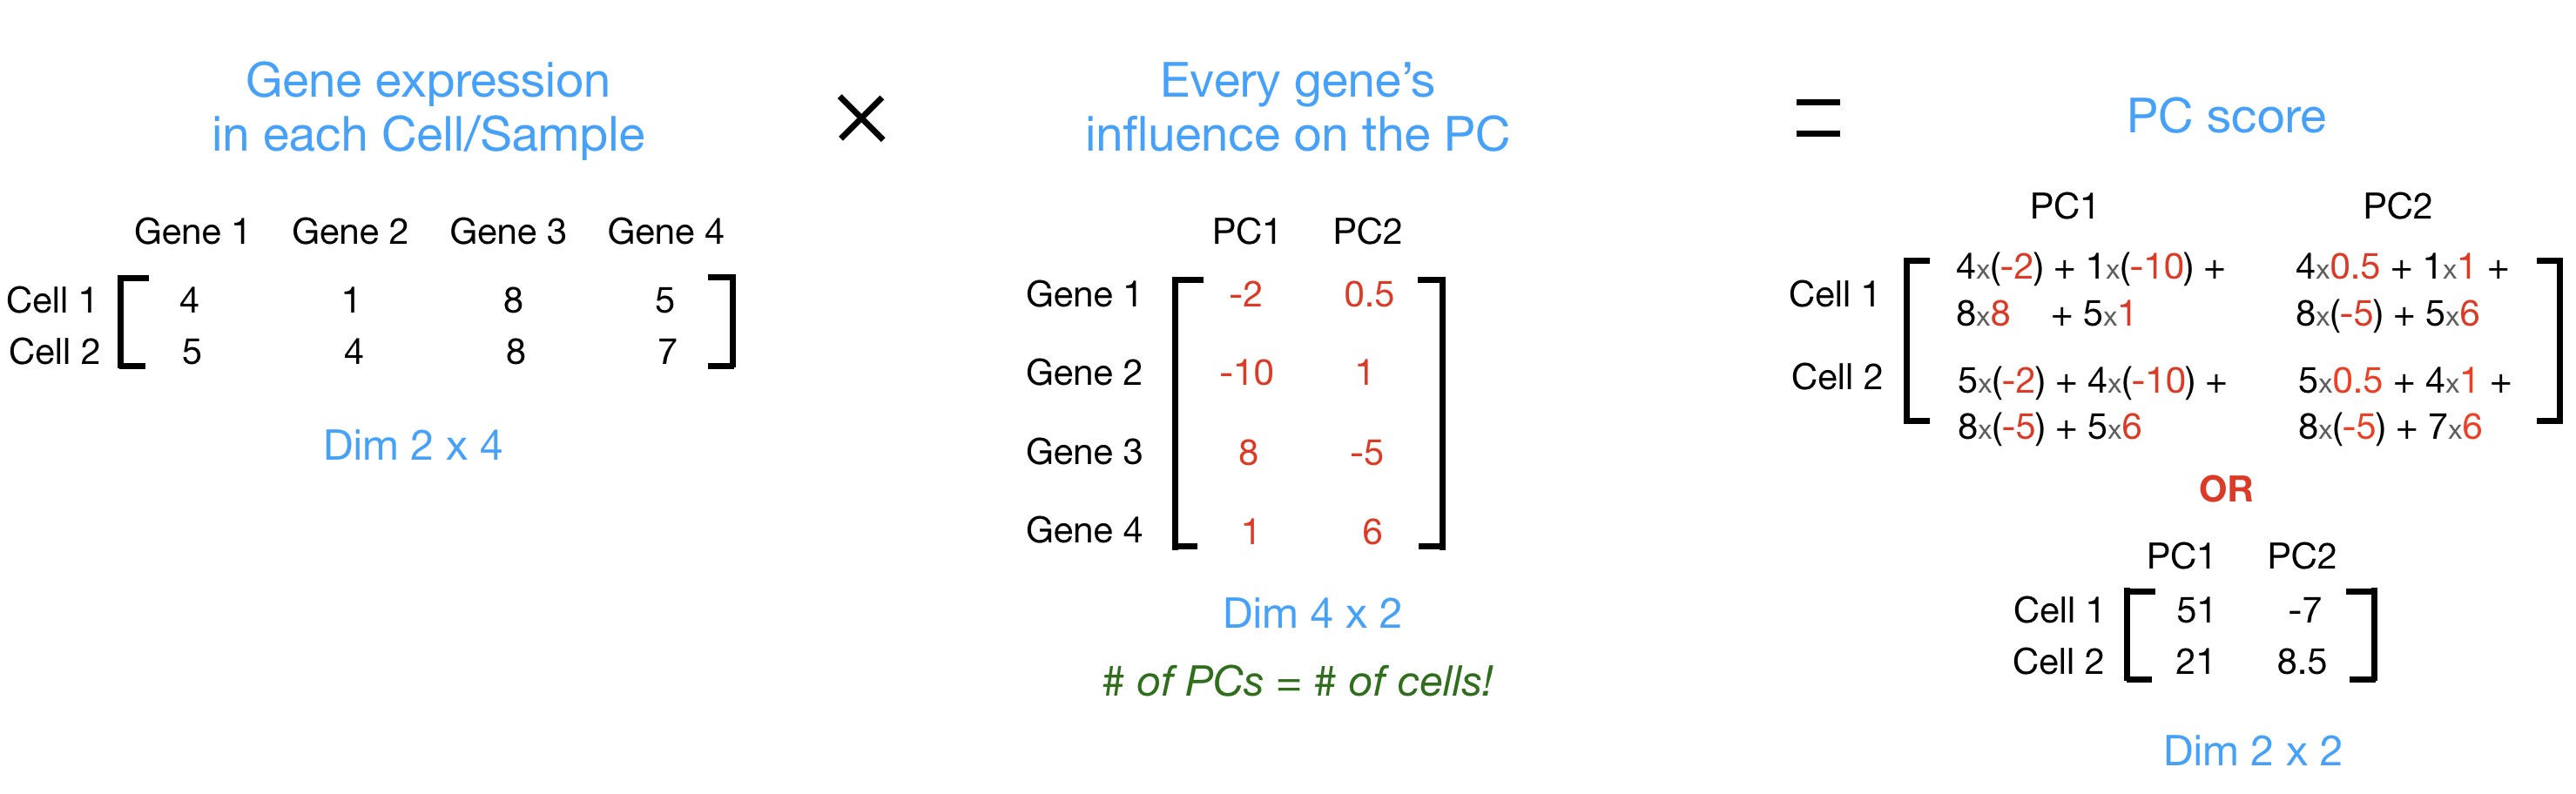 Gene expression
in each Cell/Sample
×
Every gene's
influence on the PC
=
PC score
Gene 1 Gene 2 Gene 3 Gene 4
Cell 1 4 1 8 5
Cell 2 5 4 8 7
Dim 2 x 4
PC1 PC2
Gene 1 -2 0.5
Gene 2 -10 1
Gene 3 8 -5
Gene 4 1 6
Dim 4 x 2
# of PCs = # of cells!
PC1 PC2
Cell 1 4x(-2) + 1x(-10) + 4x0.5 + 1x1 +
8x8 + 5x1 8x(-5) + 5x6
Cell 2 5x(-2) + 4x(-10) + 5x0.5 + 4x1 +
8x(-5) + 5x6 8x(-5) + 7x6
OR
PC1 PC2
Cell 1 51 -7
Cell 2 21 8.5
Dim 2 x 2